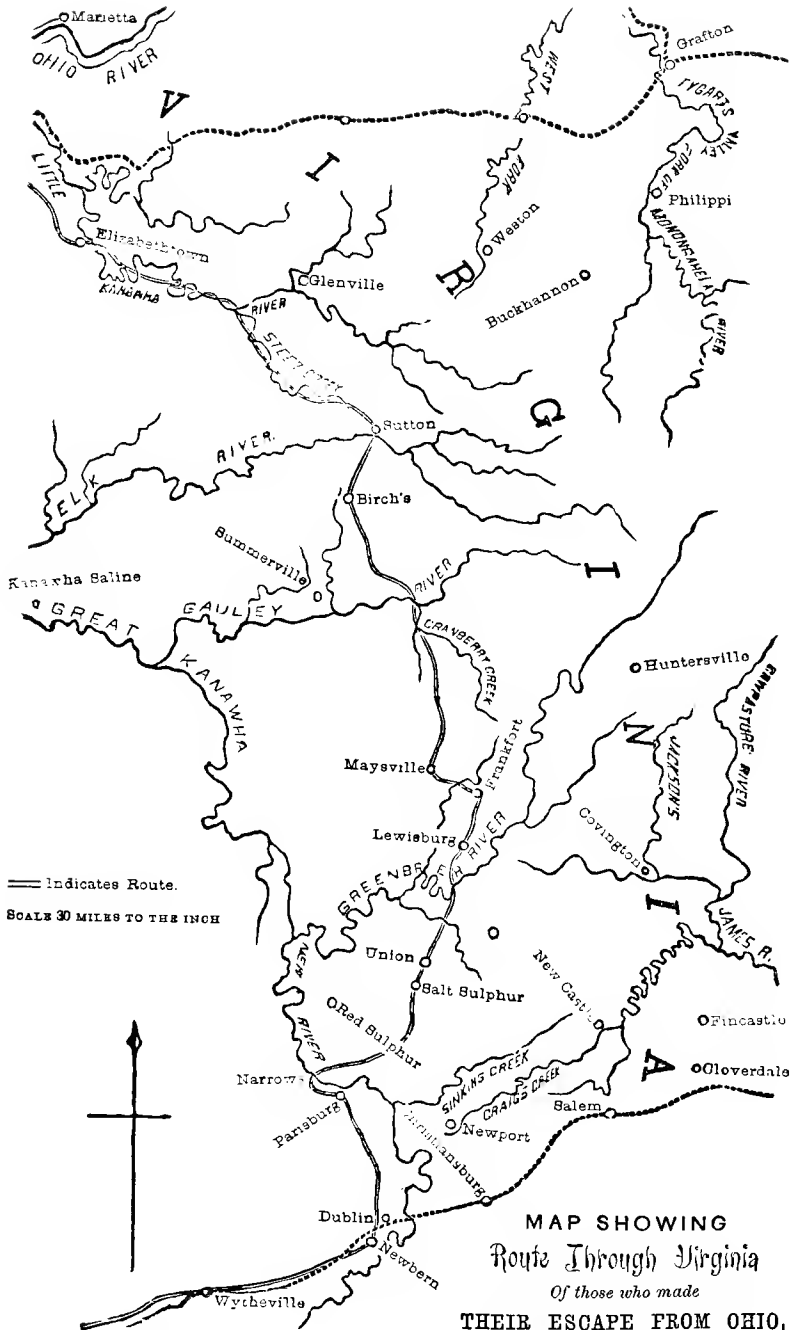 Marietta
OHIO RIVER
Grafton
WEST
FORK
TYGARTS VALLEY
FORK OF
MONONGAHELA
RIVER
V
I
R
G
I
N
I
A
LITTLE
Philippi
Elizabethtown
Weston
KANAWHA
RIVER
Glenville
Buckhannon
Sutton
ELK
RIVER.
Birch's
Summerville
Kanawha Saline
GREAT
KANAWHA
GAULEY
RIVER
CRANBERRY CREEK
Huntersville
COWPASTURE RIVER
JACKSON'S
Maysville
Frankfort
Lewisburg
Covington
GREENBRIER RIVER
Indicates Route.
SCALE 30 MILES TO THE INCH
JAMES R.
Union
Salt Sulphur
New Castle
NEW
RIVER
Red Sulphur
Fincastle
Cloverdale
Narrows
SINKING CREEK
CRAIGS CREEK
Parisburg
Salem
Newport
Christiansburg
Dublin
Newbern
Wytheville
MAP SHOWING
Route Through Virginia
Of those who made
THEIR ESCAPE FROM OHIO.